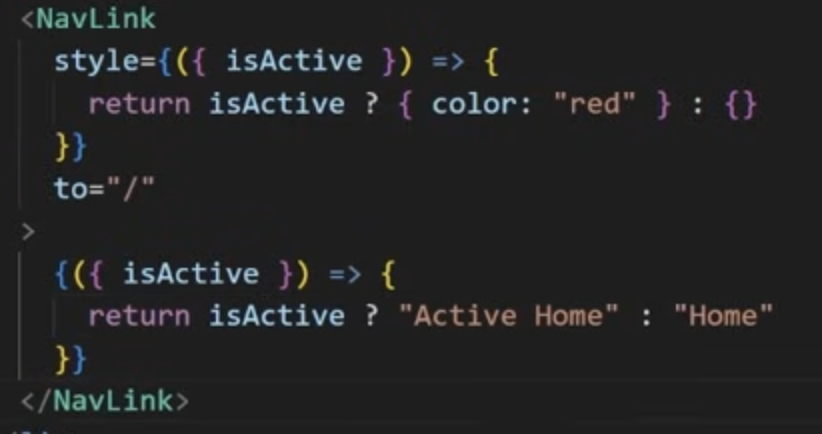 <NavLink
style={({ isActive }) => {
return isActive ? { color: "red" } : {}
}}
to="/"
>
{({ isActive }) => {
return isActive ? "Active Home" : "Home"
}}
</NavLink>